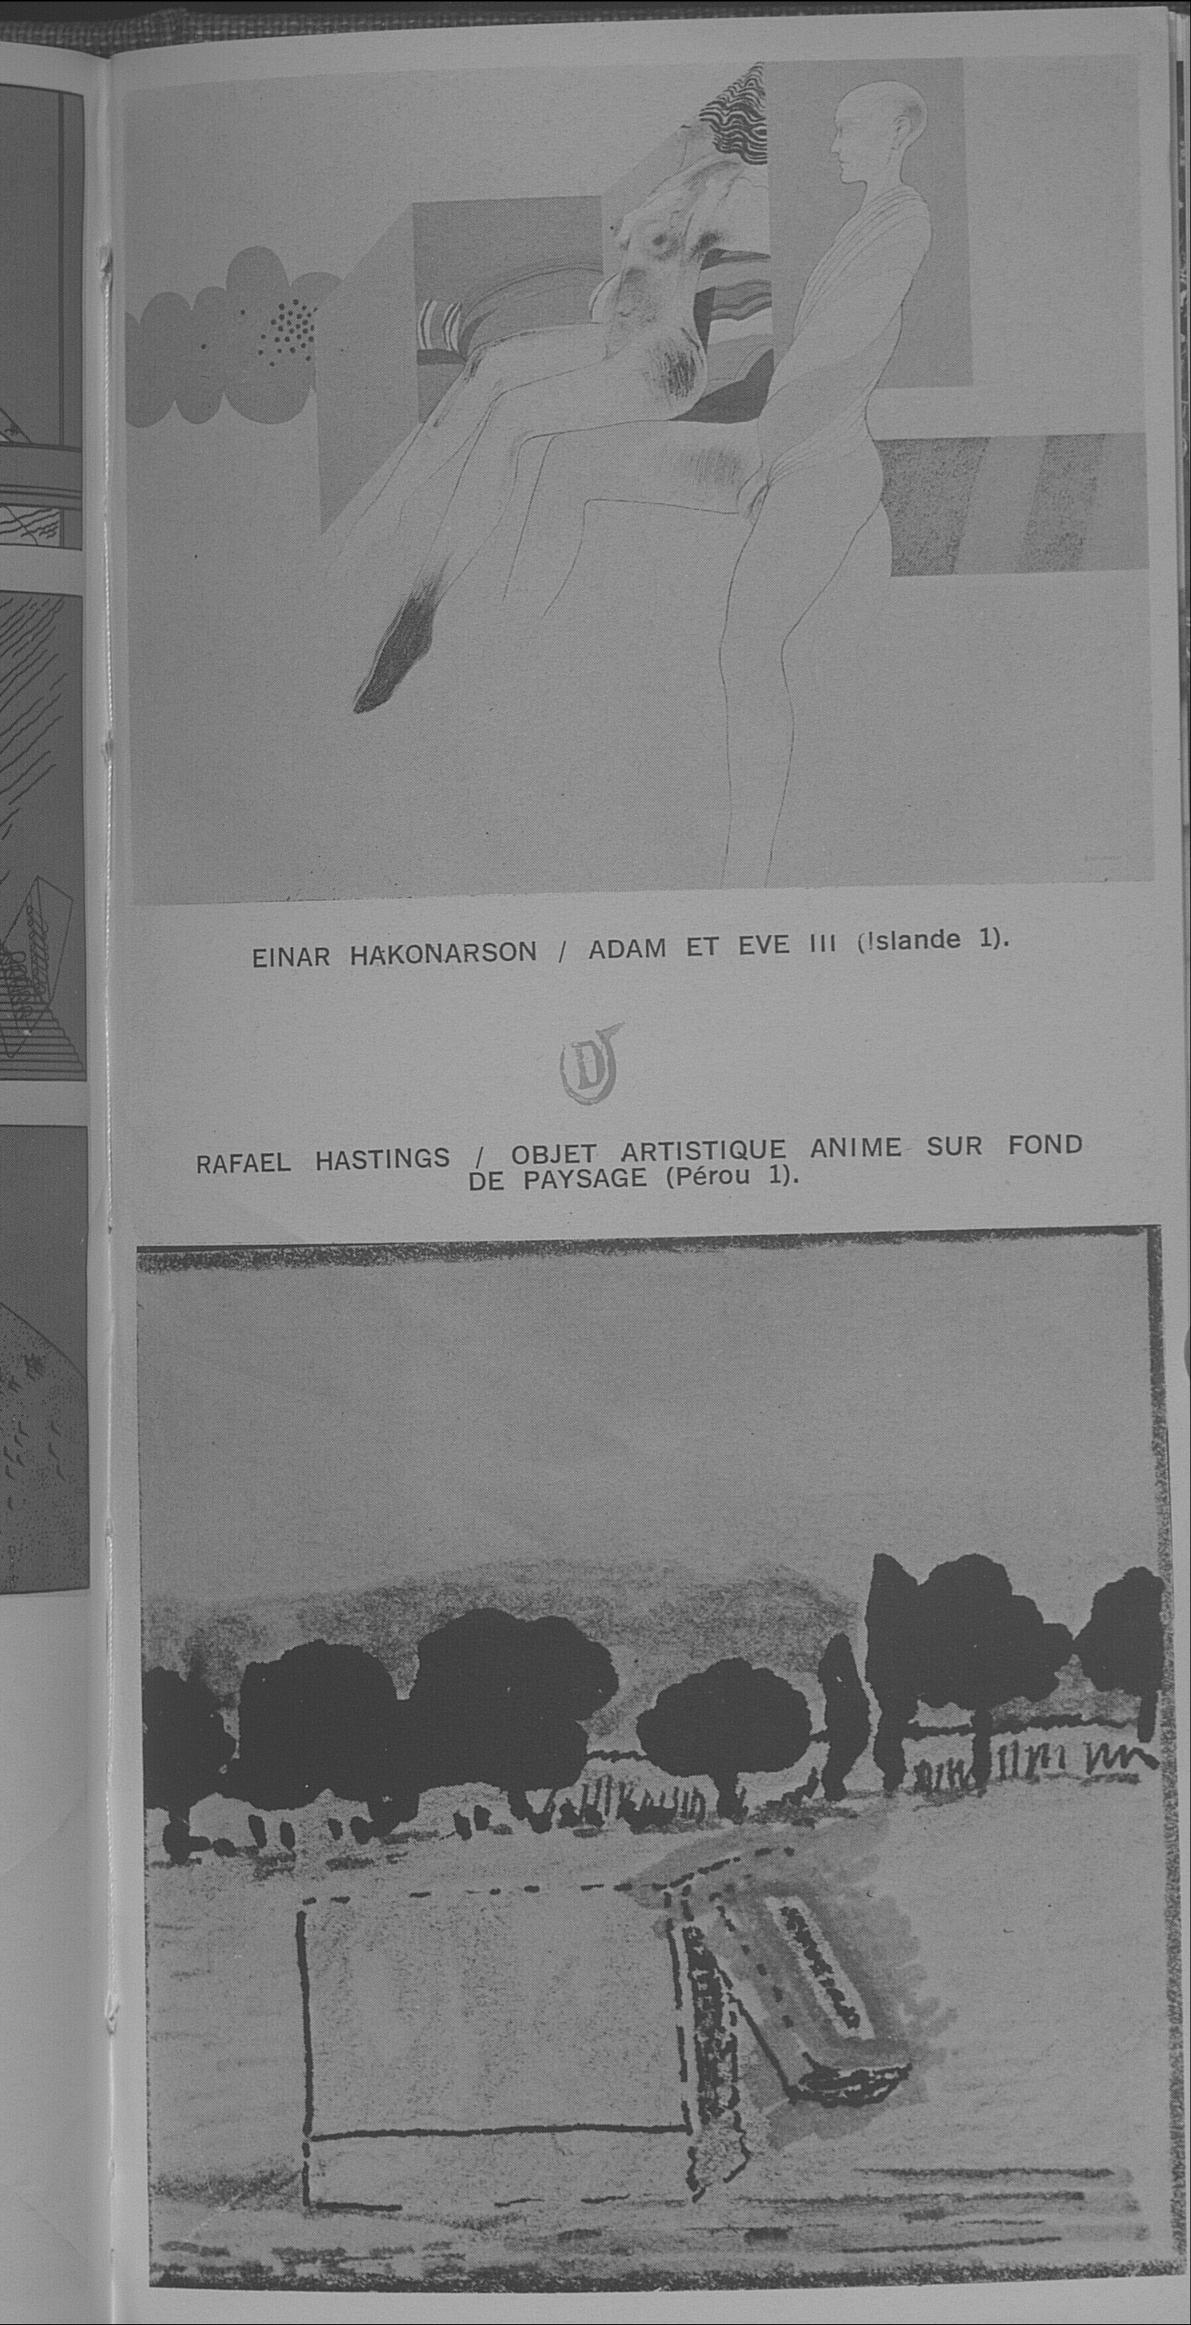 EINAR HAKONARSON / ADAM ET EVE III (Islande 1).
D
RAFAEL HASTINGS / OBJET ARTISTIQUE ANIME SUR FOND
DE PAYSAGE (Pérou 1).